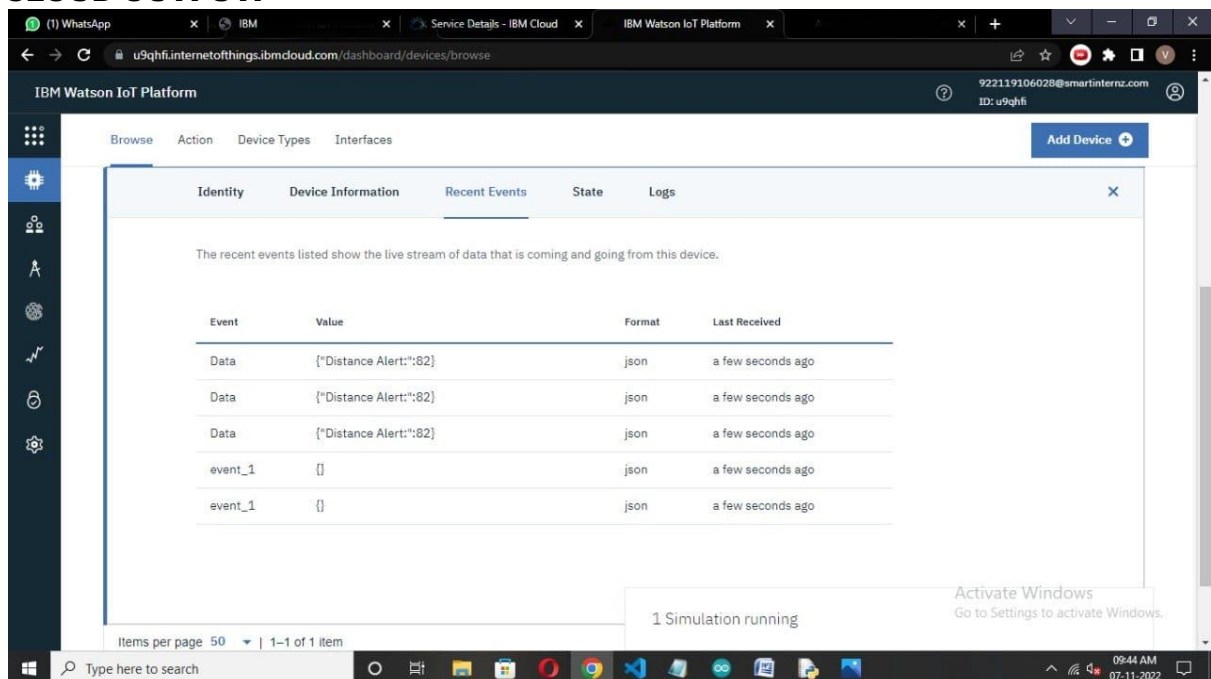 (1) WhatsApp
IBM
Service Details - IBM Cloud
IBM Watson IoT Platform
u9qhfi.internetofthings.ibmcloud.com/dashboard/devices/browse
IBM Watson IoT Platform
922119106028@smartinternz.com
ID: u9qhfi
Browse Action Device Types Interfaces
Add Device
Identity Device Information Recent Events State Logs
The recent events listed show the live stream of data that is coming and going from this device.
Event Value Format Last Received
Data {"Distance Alert:":82} json a few seconds ago
Data {"Distance Alert:":82} json a few seconds ago
Data {"Distance Alert:":82} json a few seconds ago
event_1 {} json a few seconds ago
event_1 {} json a few seconds ago
Activate Windows
1 Simulation running
Go to Settings to activate Windows.
Items per page 50 | 1–1 of 1 item
Type here to search
09:44 AM
07-11-2022